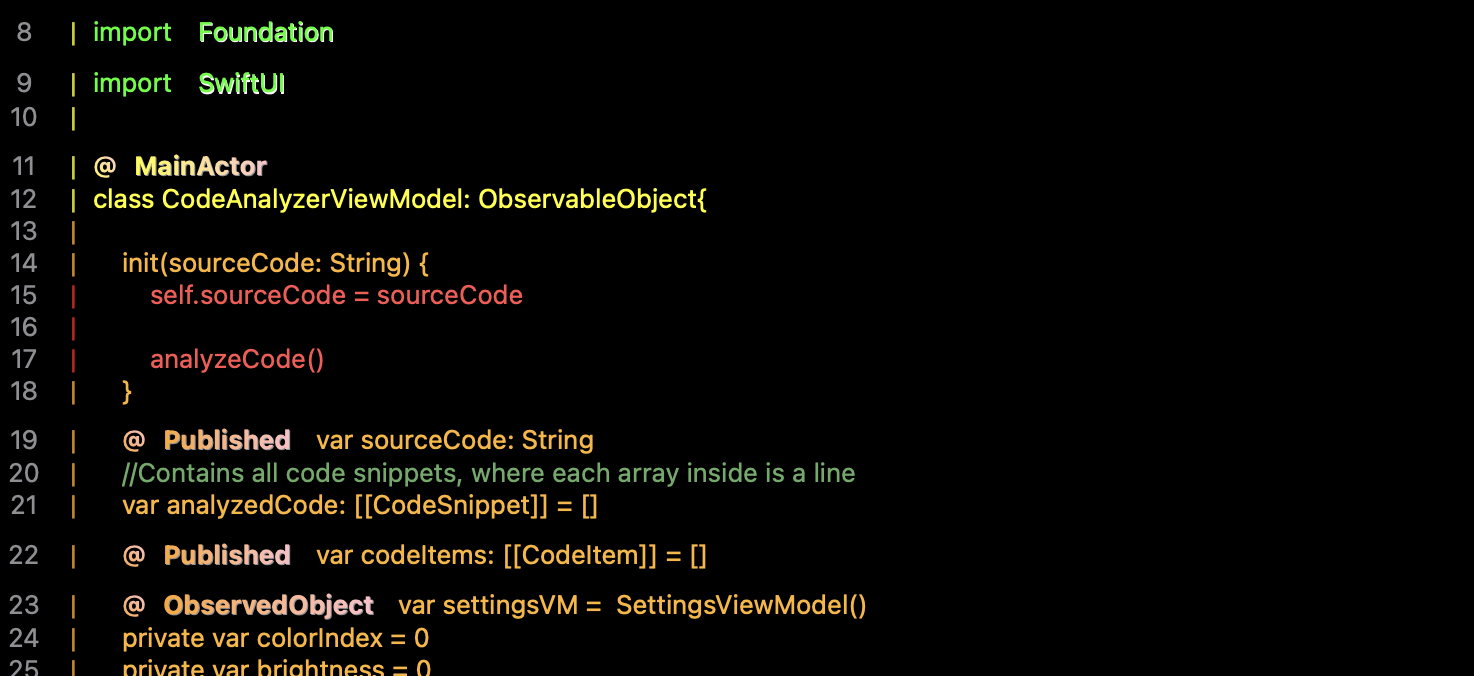 8 | import Foundation
9 | import SwiftUI
10 |
11 | @ MainActor
12 | class CodeAnalyzerViewModel: ObservableObject{
13 |
14 | init(sourceCode: String) {
15 | self.sourceCode = sourceCode
16 |
17 | analyzeCode()
18 | }
19 | @ Published var sourceCode: String
20 | //Contains all code snippets, where each array inside is a line
21 | var analyzedCode: [[CodeSnippet]] = []
22 | @ Published var codeItems: [[CodeItem]] = []
23 | @ ObservedObject var settingsVM = SettingsViewModel()
24 | private var colorIndex = 0
25 | private var brightness = 0